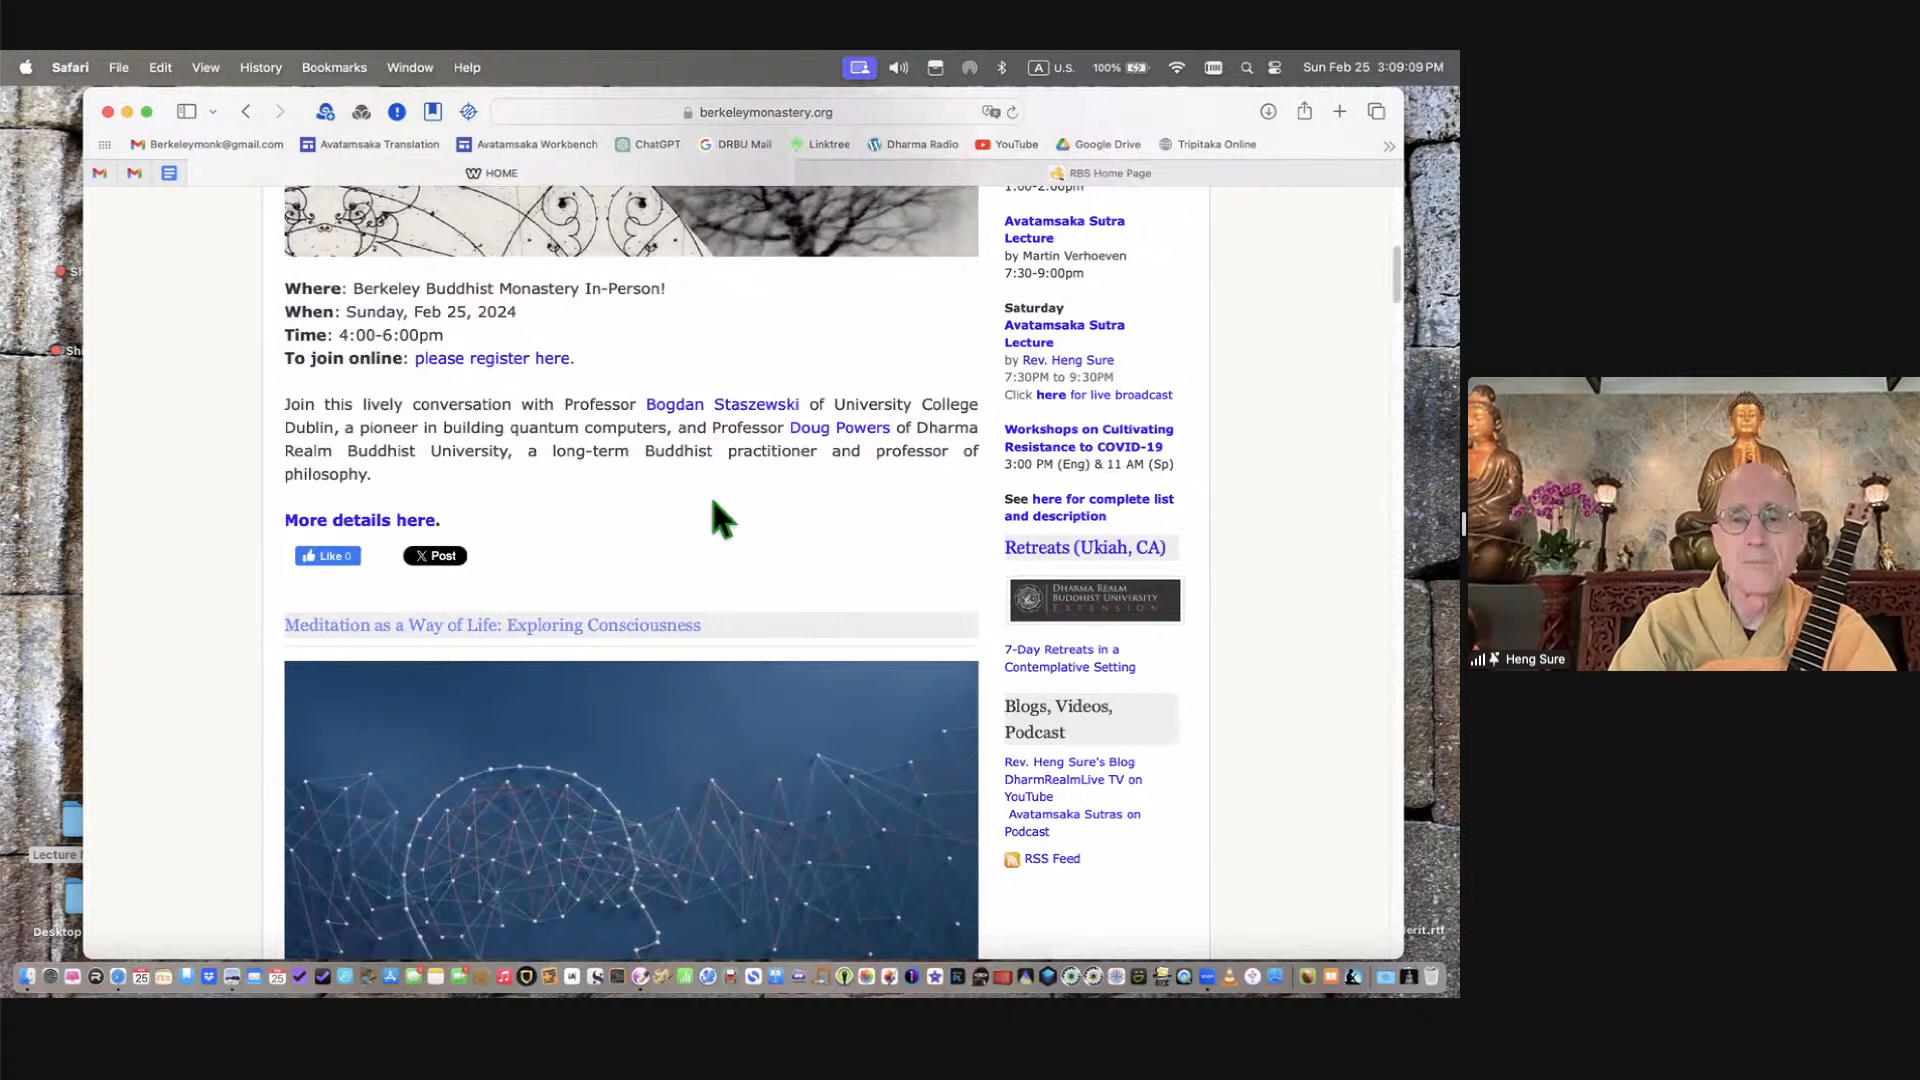 Safari File Edit View History Bookmarks Window Help
A U.S. 100% Sun Feb 25 3:09:09 PM
berkeleymonastery.org
Berkeleymonk@gmail.com Avatamsaka Translation Avatamsaka Workbench ChatGPT DRBU Mail Linktree Dharma Radio YouTube Google Drive Tripitaka Online
HOME RBS Home Page
Where: Berkeley Buddhist Monastery In-Person!
When: Sunday, Feb 25, 2024
Time: 4:00-6:00pm
To join online: please register here.
Join this lively conversation with Professor Bogdan Staszewski of University College
Dublin, a pioneer in building quantum computers, and Professor Doug Powers of Dharma
Realm Buddhist University, a long-term Buddhist practitioner and professor of
philosophy.
More details here.
Like 0 X Post
Meditation as a Way of Life: Exploring Consciousness
1:00-2:00pm
Avatamsaka Sutra
Lecture
by Martin Verhoeven
7:30-9:00pm
Saturday
Avatamsaka Sutra
Lecture
by Rev. Heng Sure
7:30PM to 9:30PM
Click here for live broadcast
Workshops on Cultivating
Resistance to COVID-19
3:00 PM (Eng) & 11 AM (Sp)
See here for complete list
and description
Retreats (Ukiah, CA)
DHARMA REALM
BUDDHIST UNIVERSITY
EXTENSION
7-Day Retreats in a
Contemplative Setting
Blogs, Videos,
Podcast
Rev. Heng Sure's Blog
DharmRealmLive TV on
YouTube
Avatamsaka Sutras on
Podcast
RSS Feed
Lecture
Desktop
erit.rtf
Heng Sure